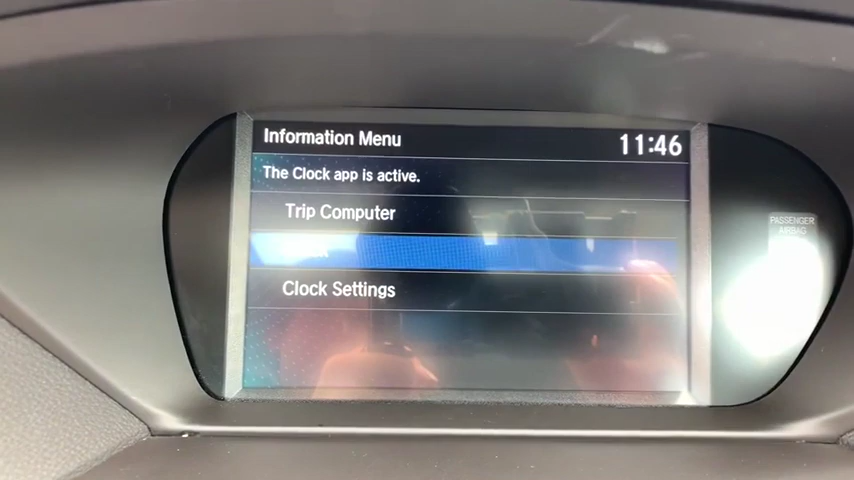 Information Menu
11:46
The Clock app is active.
Trip Computer
Clock Settings
PASSENGER
AIRBAG